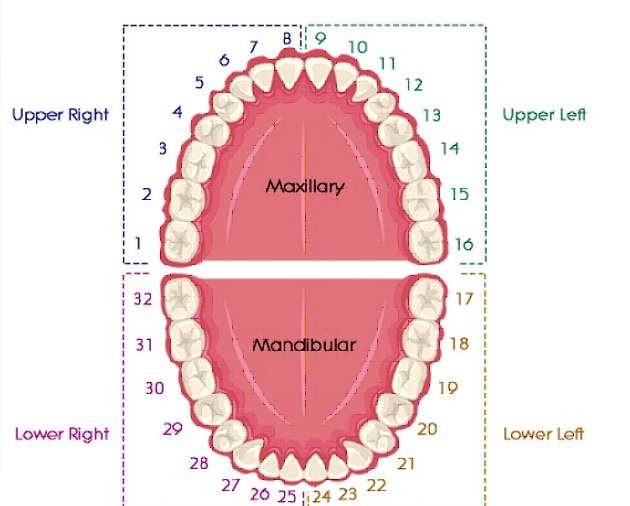 8 9
7 10
6 11
5 12
Upper Right 4 13 Upper Left
3 14
Maxillary
2 15
1 16
32 17
Mandibular
31 18
30 19
Lower Right 29 20 Lower Left
28 21
27 22
26 25 24 23